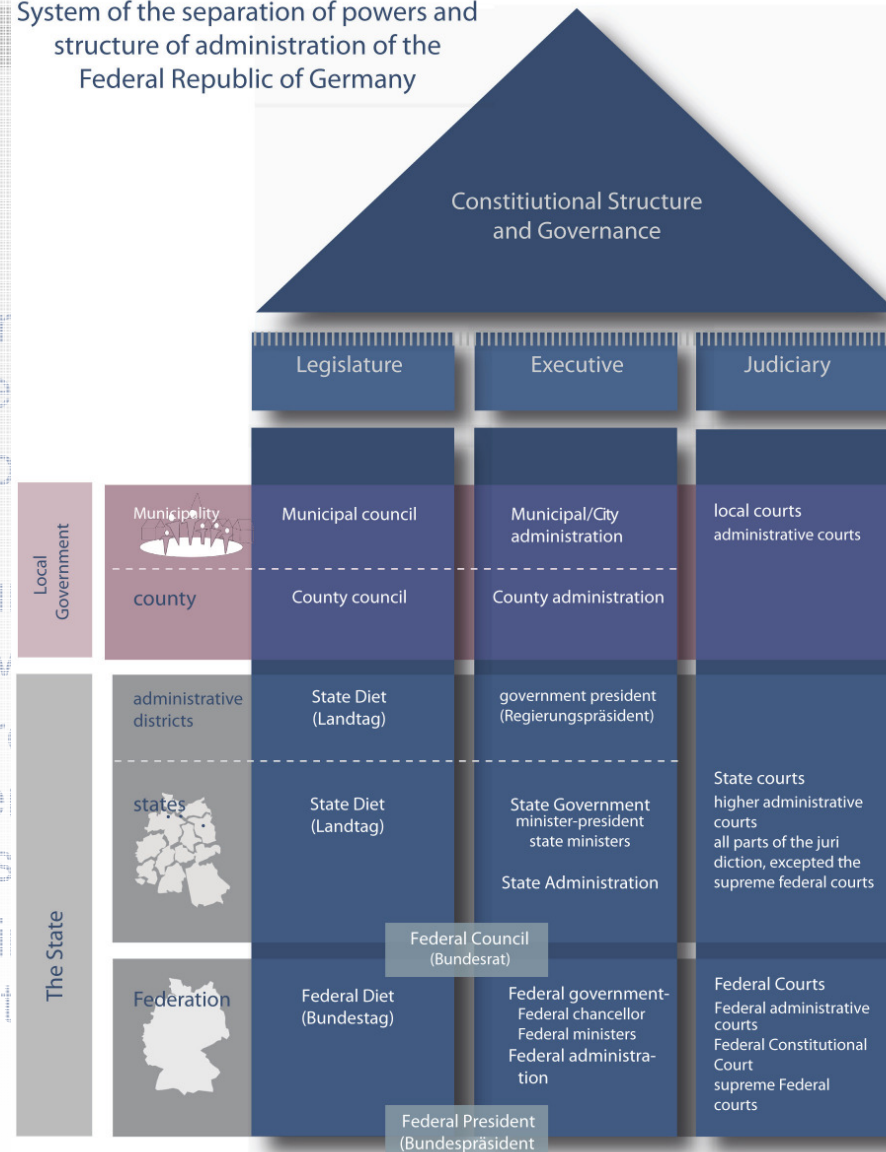 System of the separation of powers and
structure of administration of the
Federal Republic of Germany
Constitiutional Structure
and Governance
Legislature
Executive
Judiciary
Local
Government
Municipality
Municipal council
Municipal/City
administration
local courts
administrative courts
county
County council
County administration
The State
administrative
districts
State Diet
(Landtag)
government president
(Regierungspräsident)
states
State Diet
(Landtag)
State Government
minister-president
state ministers
State Administration
State courts
higher administrative
courts
all parts of the juri
diction, excepted the
supreme federal courts
Federal Council
(Bundesrat)
Federation
Federal Diet
(Bundestag)
Federal government-
Federal chancellor
Federal ministers
Federal administra-
tion
Federal Courts
Federal administrative
courts
Federal Constitutional
Court
supreme Federal
courts
Federal President
(Bundespräsident